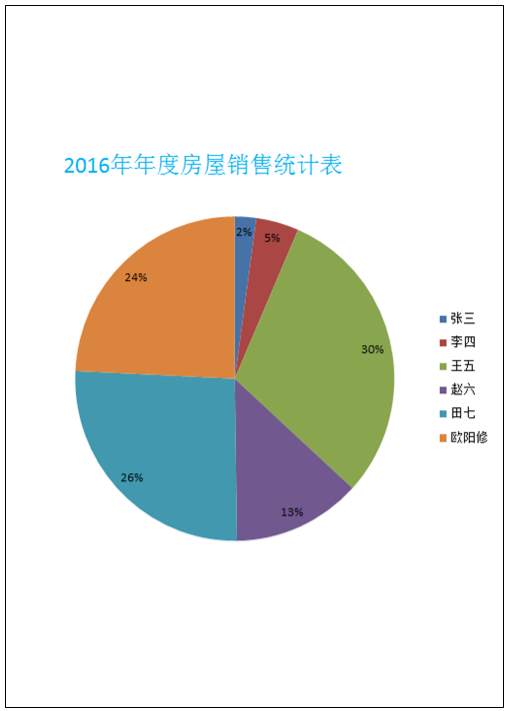 2016年年度房屋销售统计表
2%
5%
24%
30%
26%
13%
张三
李四
王五
赵六
田七
欧阳修